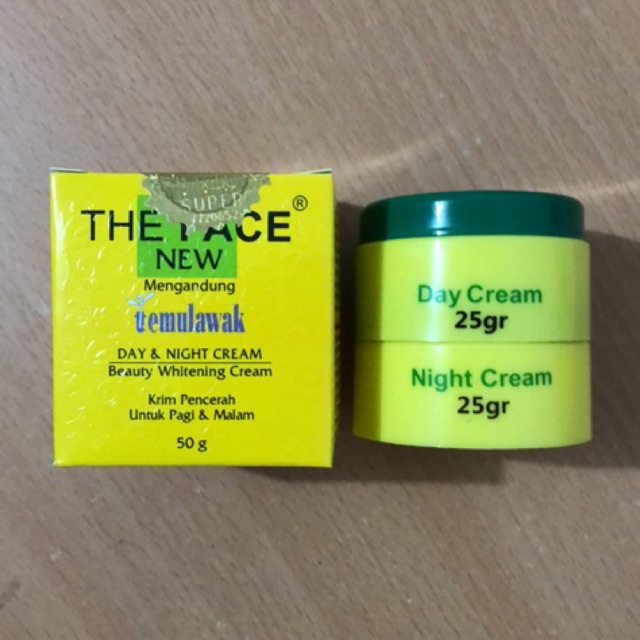 SUPER
THE FACE®
NEW
Mengandung
temulawak
DAY & NIGHT CREAM
Beauty Whitening Cream
Krim Pencerah
Untuk Pagi & Malam
50 g
Day Cream
25gr
Night Cream
25gr